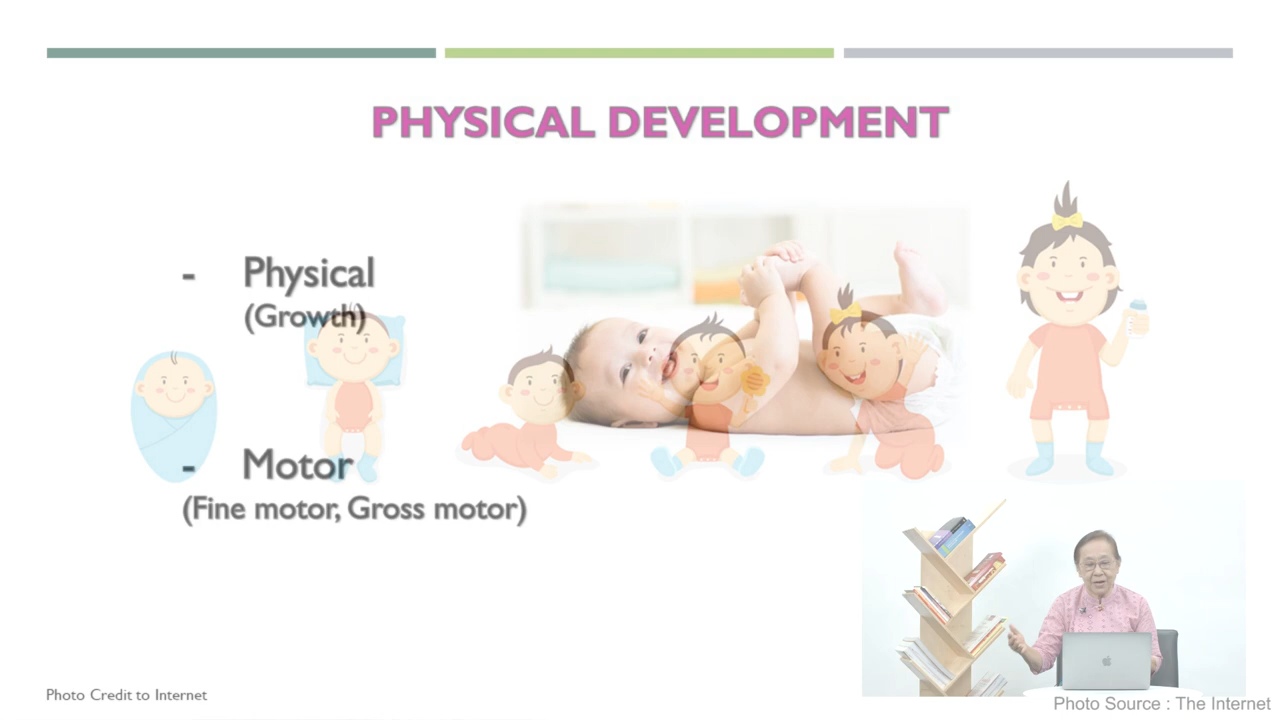 PHYSICAL DEVELOPMENT
- Physical
(Growth)
- Motor
(Fine motor, Gross motor)
Photo Credit to Internet
Photo Source : The Internet